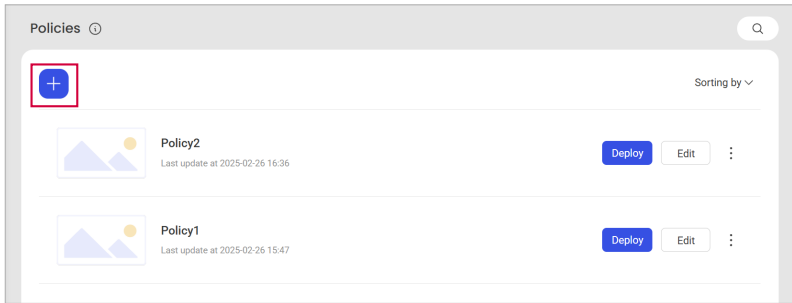 Policies
Sorting by
Policy2
Last update at 2025-02-26 16:36
Deploy
Edit
Policy1
Last update at 2025-02-26 15:47
Deploy
Edit